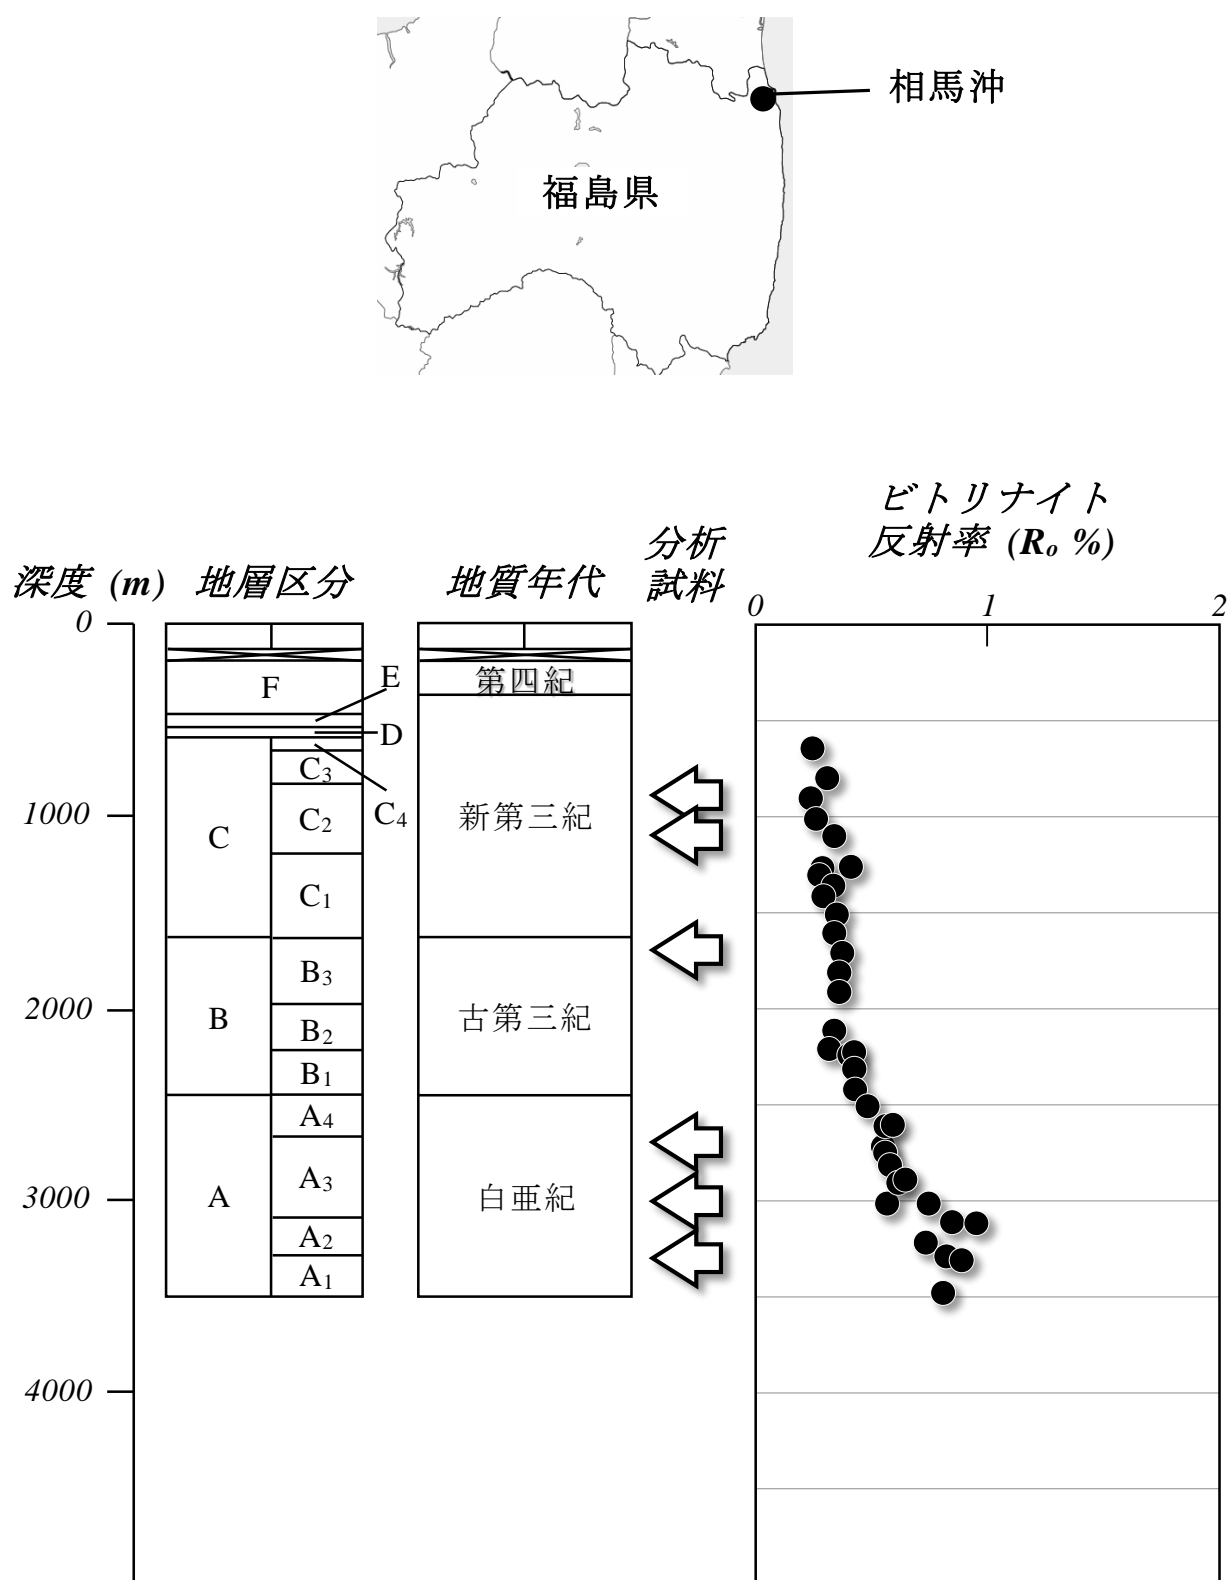 相馬沖
福島県
ビトリナイト
反射率 (Ro %)
分析
試料
深度 (m)
地層区分
地質年代
0
1
2
0
1000
2000
3000
4000
F
E
D
C4
C
C3
C2
C1
B
B3
B2
B1
A
A4
A3
A2
A1
第四紀
新第三紀
古第三紀
白亜紀